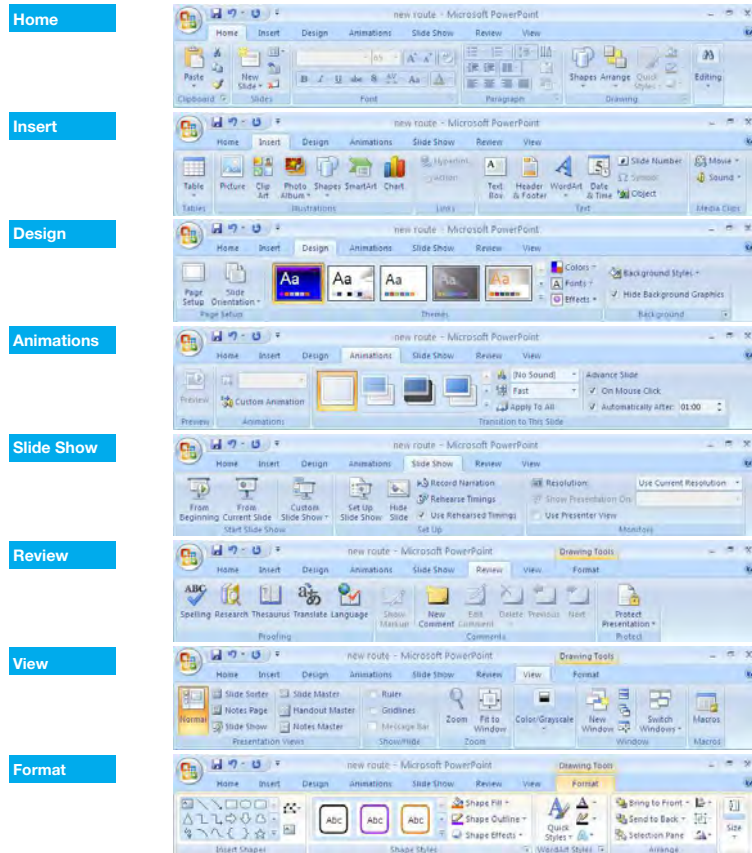 Home
new route - Microsoft PowerPoint
Home Insert Design Animations Slide Show Review View
Paste New Slide Shapes Arrange Quick Styles Editing
Clipboard Slides Font Paragraph Drawing
Insert
new route - Microsoft PowerPoint
Home Insert Design Animations Slide Show Review View
Table Picture Clip Art Photo Album Shapes SmartArt Chart Hyperlink Action Text Box Header & Footer WordArt Date & Time Slide Number Symbol Object Movie Sound
Tables Illustrations Links Text Media Clips
Design
new route - Microsoft PowerPoint
Home Insert Design Animations Slide Show Review View
Page Setup Slide Orientation Aa Aa Aa Aa Aa Colors Fonts Effects Background Styles Hide Background Graphics
Page Setup Themes Background
Animations
new route - Microsoft PowerPoint
Home Insert Design Animations Slide Show Review View
Preview Custom Animation [No Sound] Fast Apply To All Advance Slide On Mouse Click Automatically After: 01:00
Preview Animations Transition to This Slide
Slide Show
new route - Microsoft PowerPoint
Home Insert Design Animations Slide Show Review View
From Beginning From Current Slide Custom Slide Show Set Up Slide Show Hide Slide Record Narration Rehearse Timings Use Rehearsed Timings Resolution: Use Current Resolution Show Presentation On: Use Presenter View
Start Slide Show Set Up Monitors
Review
new route - Microsoft PowerPoint Drawing Tools
Home Insert Design Animations Slide Show Review View Format
Spelling Research Thesaurus Translate Language Show Markup New Comment Edit Comment Delete Previous Next Protect Presentation
Proofing Comments Protect
View
new route - Microsoft PowerPoint Drawing Tools
Home Insert Design Animations Slide Show Review View Format
Normal Slide Sorter Notes Page Slide Show Slide Master Handout Master Notes Master Ruler Gridlines Message Bar Zoom Fit to Window Color/Grayscale New Window Switch Windows Macros
Presentation Views Show/Hide Zoom Window Macros
Format
new route - Microsoft PowerPoint Drawing Tools
Home Insert Design Animations Slide Show Review View Format
Abc Abc Abc Shape Fill Shape Outline Shape Effects Quick Styles Bring to Front Send to Back Selection Pane Size
Insert Shapes Shape Styles WordArt Styles Arrange